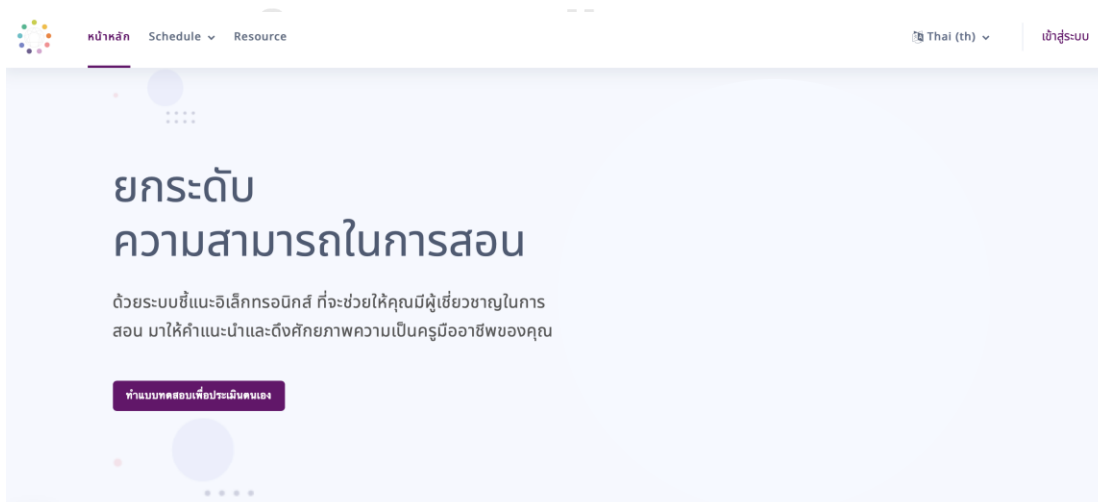 หน้าหลัก Schedule Resource Thai (th) เข้าสู่ระบบ
ยกระดับ
ความสามารถในการสอน
ด้วยระบบชี้แนะอิเล็กทรอนิกส์ ที่จะช่วยให้คุณมีผู้เชี่ยวชาญในการ
สอน มาให้คำแนะนำและดึงศักยภาพความเป็นครูมืออาชีพของคุณ
ทำแบบทดสอบเพื่อประเมินตนเอง